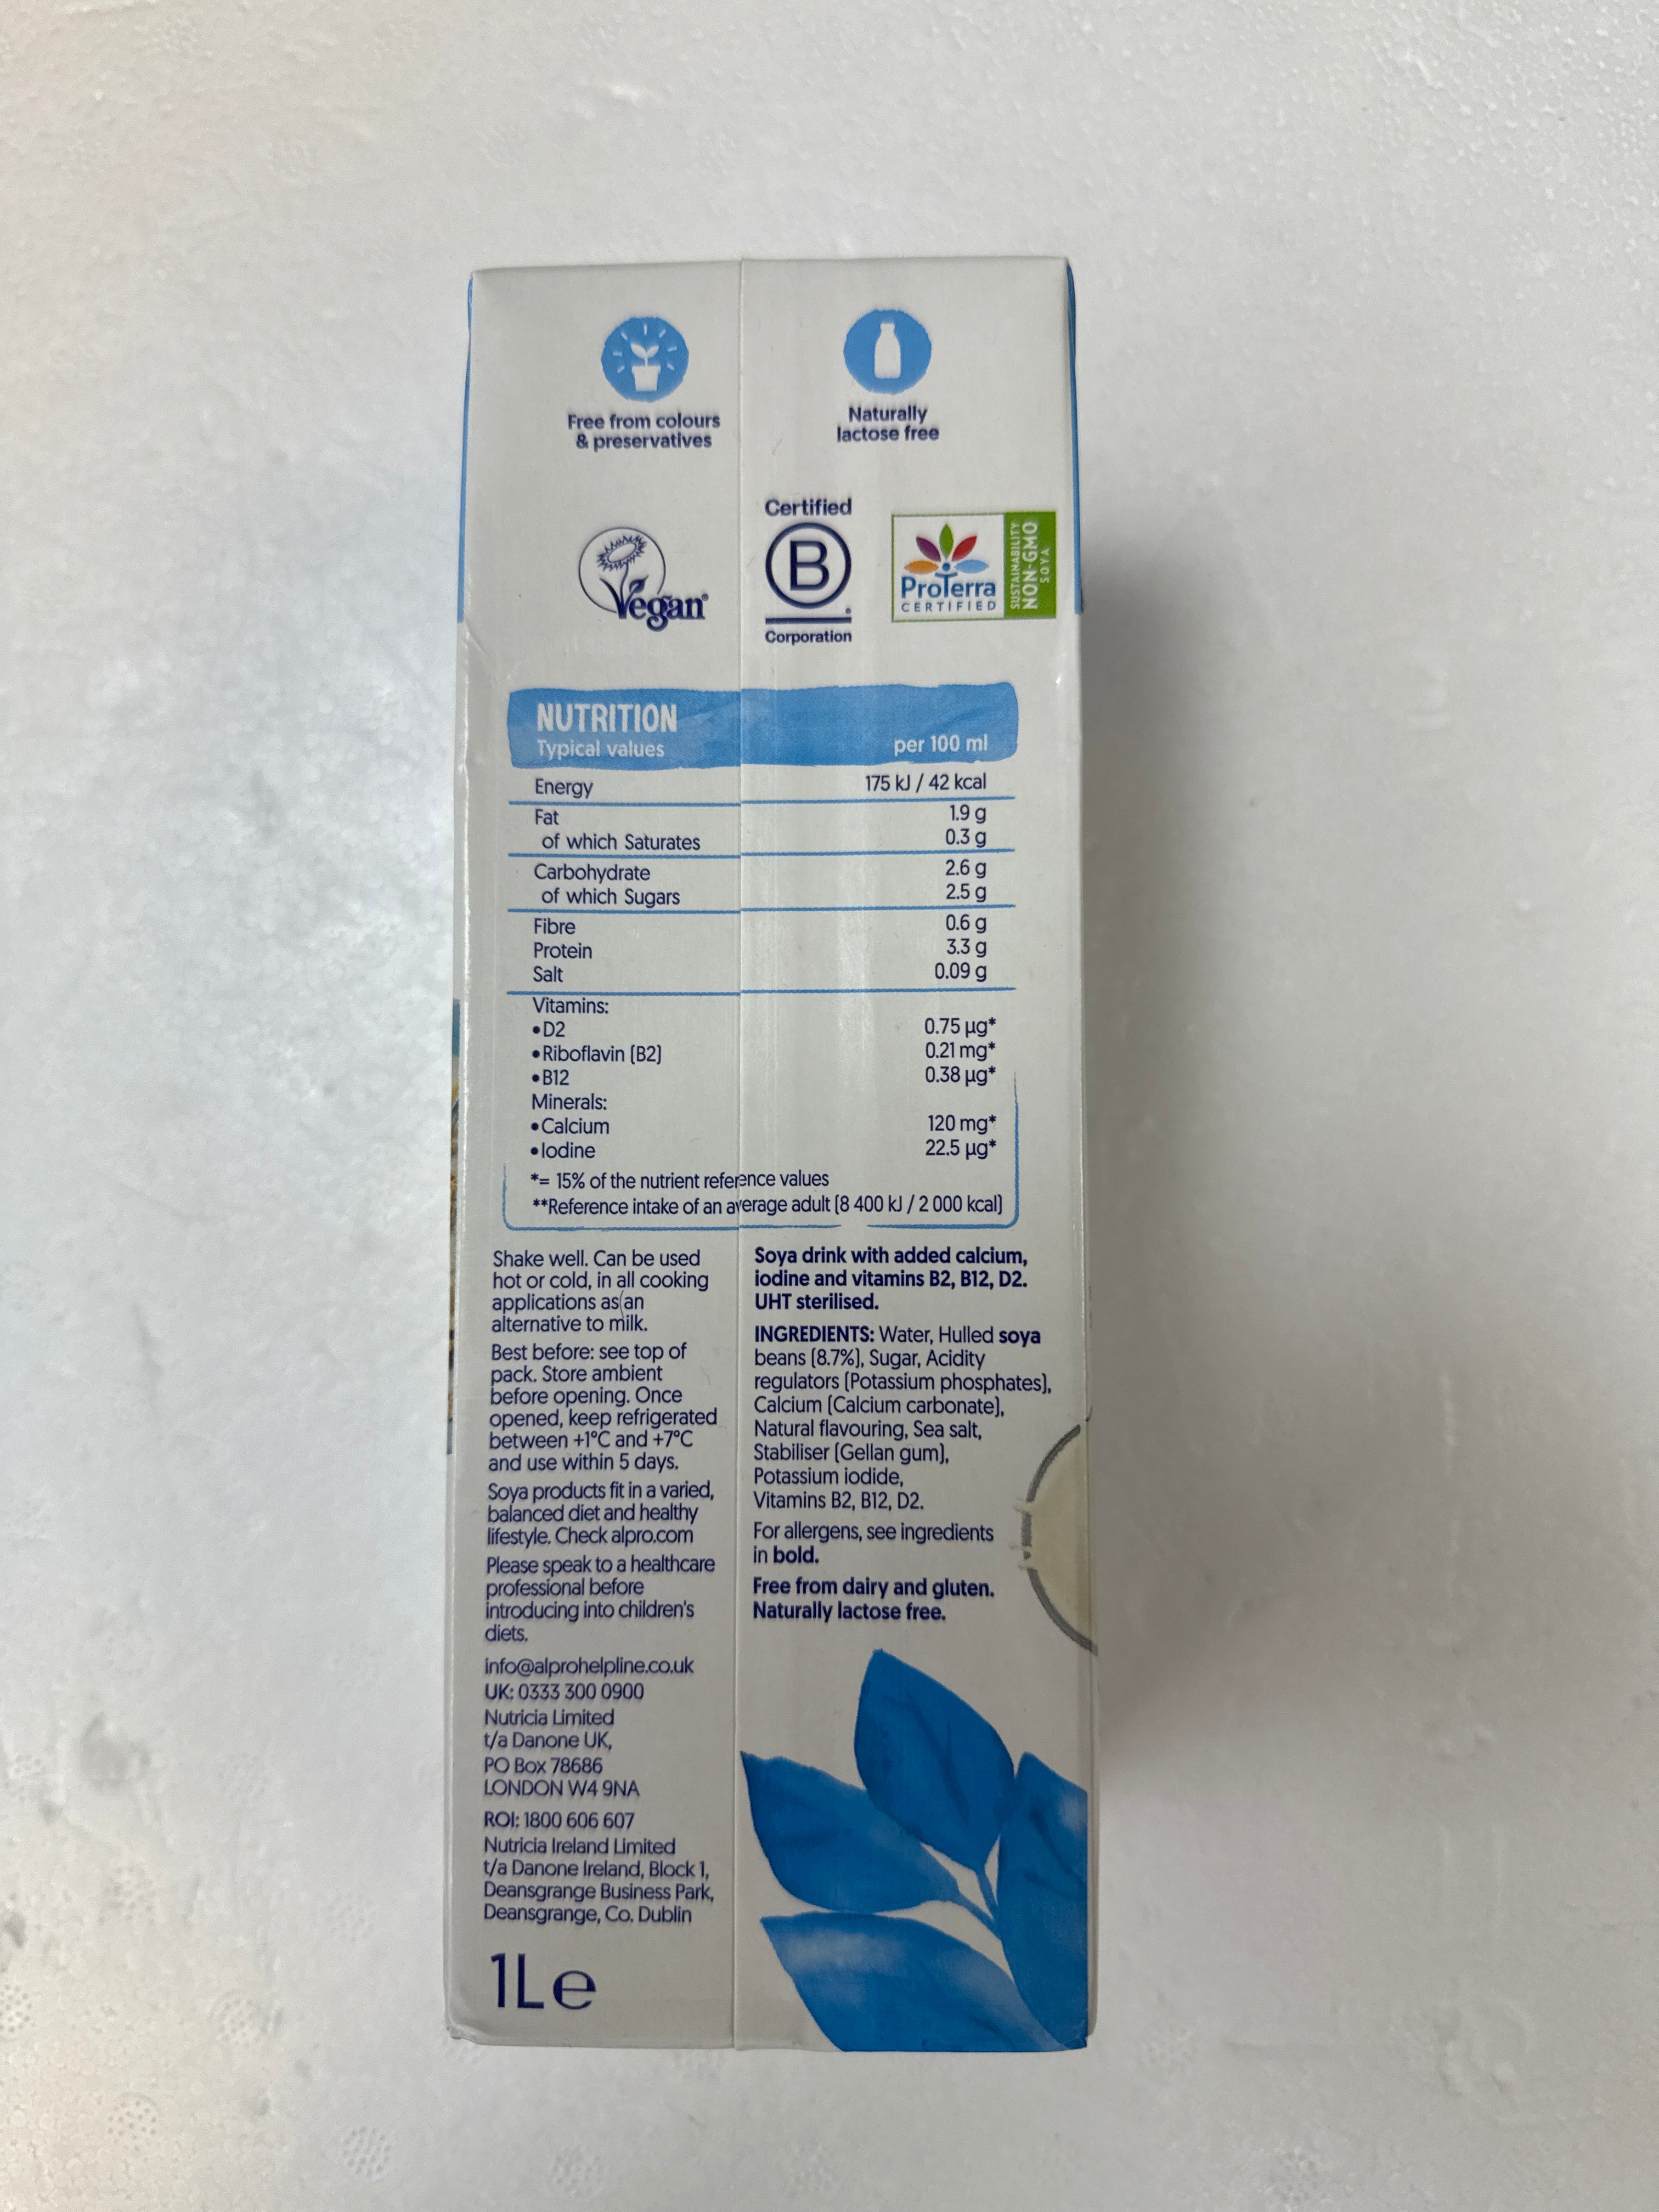 Free from colours
& preservatives
Naturally
lactose free
Vegan®
Certified
B
Corporation
ProTerra
CERTIFIED
SUSTAINABILITY
NON-GMO
SOYA
NUTRITION
Typical values per 100 ml
Energy 175 kJ / 42 kcal
Fat 1.9 g
of which Saturates 0.3 g
Carbohydrate 2.6 g
of which Sugars 2.5 g
Fibre 0.6 g
Protein 3.3 g
Salt 0.09 g
Vitamins:
•D2 0.75 µg*
•Riboflavin (B2) 0.21 mg*
•B12 0.38 µg*
Minerals:
•Calcium 120 mg*
•Iodine 22.5 µg*
*= 15% of the nutrient reference values
**Reference intake of an average adult (8 400 kJ / 2 000 kcal)
Shake well. Can be used
hot or cold, in all cooking
applications as an
alternative to milk.
Best before: see top of
pack. Store ambient
before opening. Once
opened, keep refrigerated
between +1°C and +7°C
and use within 5 days.
Soya products fit in a varied,
balanced diet and healthy
lifestyle. Check alpro.com
Please speak to a healthcare
professional before
introducing into children's
diets.
info@alprohelpline.co.uk
UK: 0333 300 0900
Nutricia Limited
t/a Danone UK,
PO Box 78686
LONDON W4 9NA
ROI: 1800 606 607
Nutricia Ireland Limited
t/a Danone Ireland, Block 1,
Deansgrange Business Park,
Deansgrange, Co. Dublin
1L e
Soya drink with added calcium,
iodine and vitamins B2, B12, D2.
UHT sterilised.
INGREDIENTS: Water, Hulled soya
beans (8.7%), Sugar, Acidity
regulators (Potassium phosphates),
Calcium (Calcium carbonate),
Natural flavouring, Sea salt,
Stabiliser (Gellan gum),
Potassium iodide,
Vitamins B2, B12, D2.
For allergens, see ingredients
in bold.
Free from dairy and gluten.
Naturally lactose free.